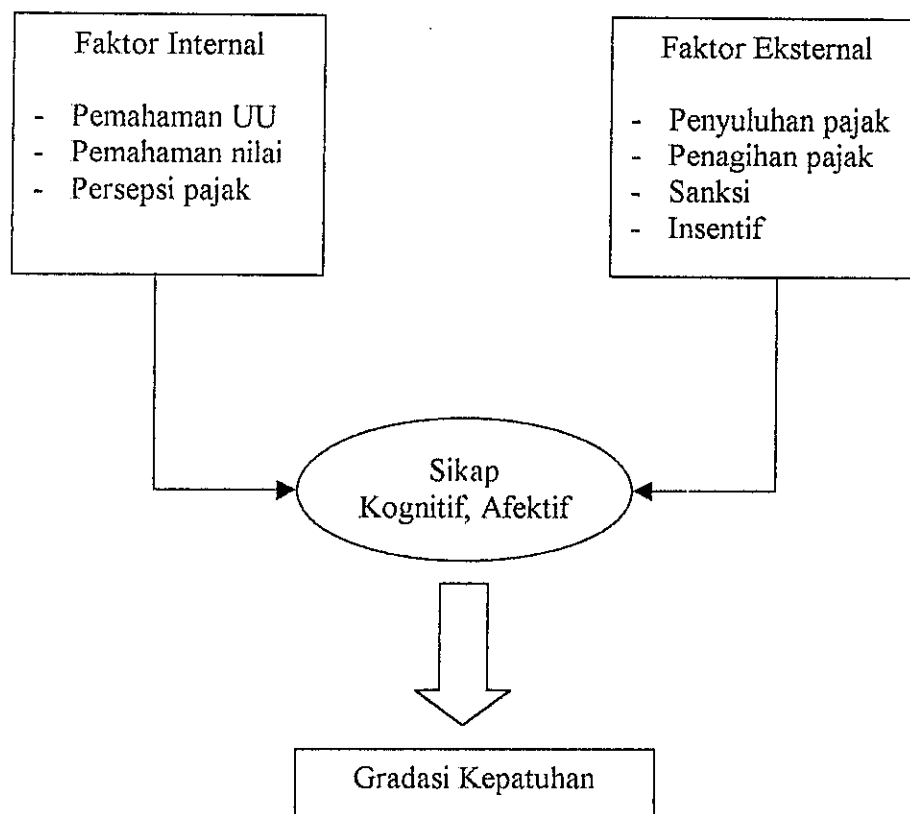 Faktor Internal
- Pemahaman UU
- Pemahaman nilai
- Persepsi pajak
Faktor Eksternal
- Penyuluhan pajak
- Penagihan pajak
- Sanksi
- Insentif
Sikap
Kognitif, Afektif
Gradasi Kepatuhan